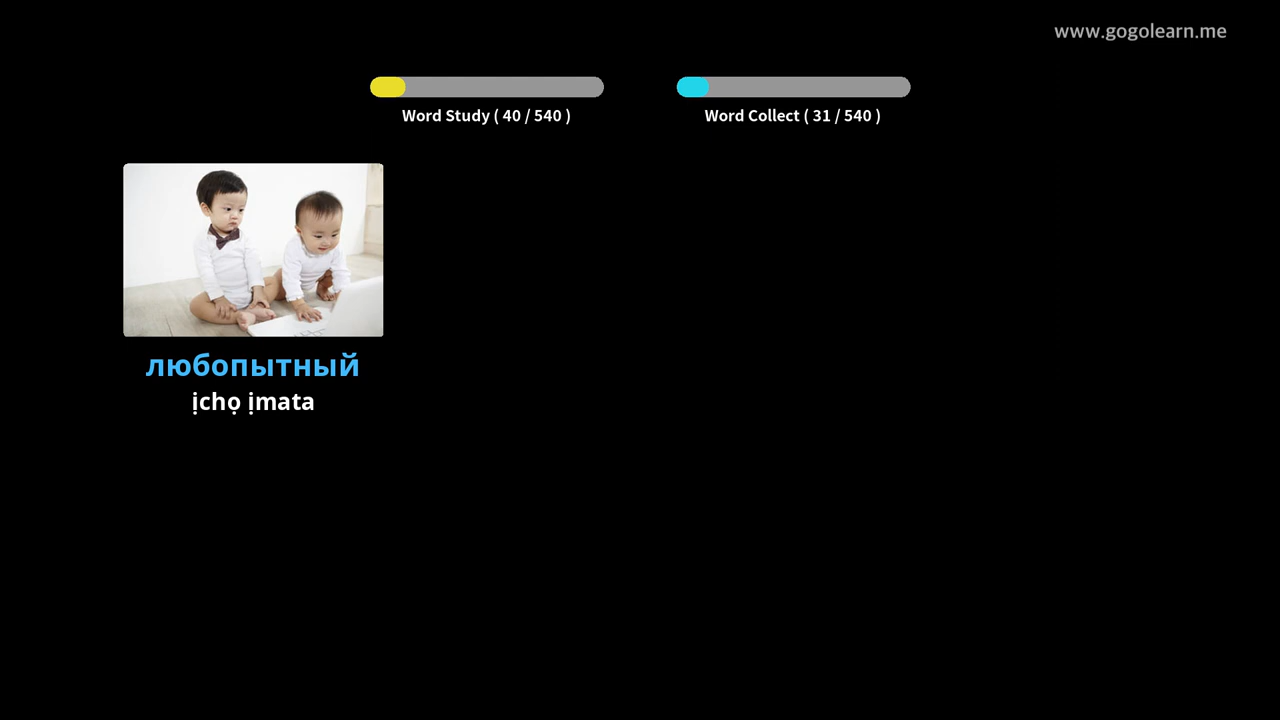 www.gogolearn.me
Word Study ( 40 / 540 )
Word Collect ( 31 / 540 )
любопытный
ịchọ ịmata